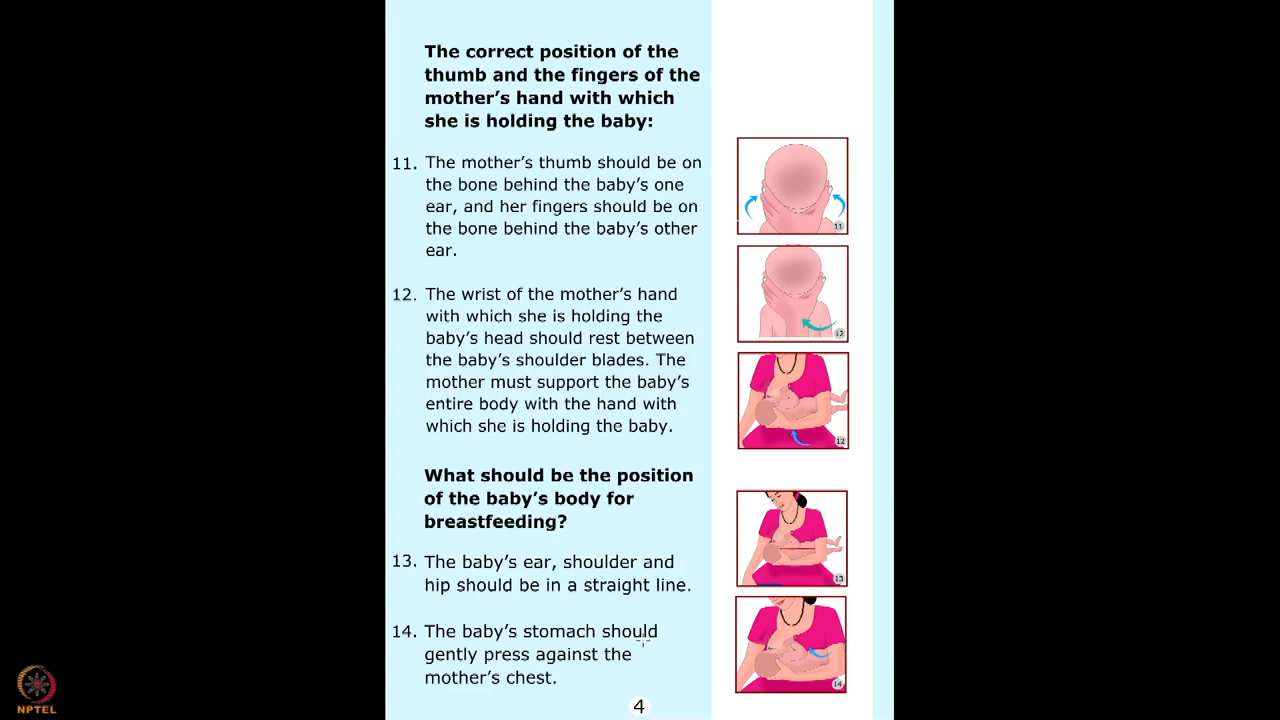 The correct position of the
thumb and the fingers of the
mother's hand with which
she is holding the baby:
11. The mother's thumb should be on
the bone behind the baby's one
ear, and her fingers should be on
the bone behind the baby's other
ear.
11
12. The wrist of the mother's hand
with which she is holding the
baby's head should rest between
the baby's shoulder blades. The
mother must support the baby's
entire body with the hand with
which she is holding the baby.
12
12
What should be the position
of the baby's body for
breastfeeding?
13. The baby's ear, shoulder and
hip should be in a straight line.
13
14. The baby's stomach should
gently press against the
mother's chest.
14
4
NPTEL